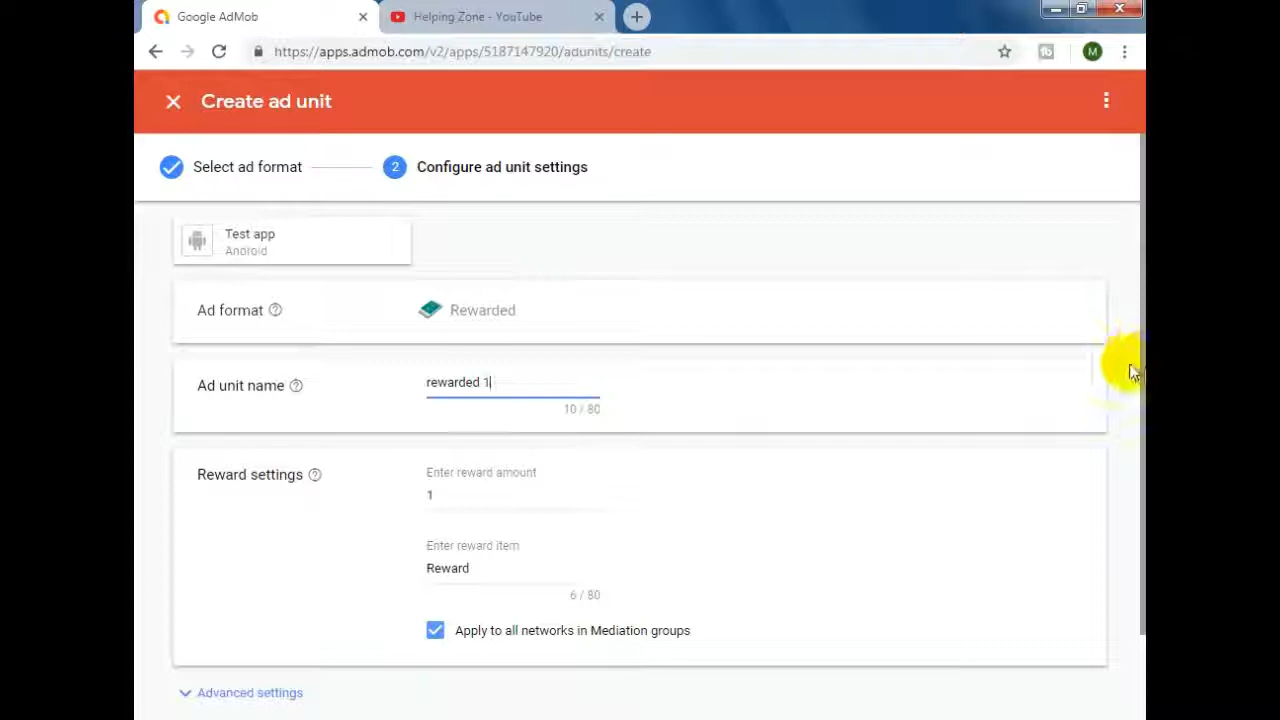 Google AdMob
Helping Zone - YouTube
https://apps.admob.com/v2/apps/5187147920/adunits/create
M
Create ad unit
Select ad format
2 Configure ad unit settings
Test app
Android
Ad format
Rewarded
Ad unit name
rewarded 1
10 / 80
Reward settings
Enter reward amount
1
Enter reward item
Reward
6 / 80
Apply to all networks in Mediation groups
Advanced settings